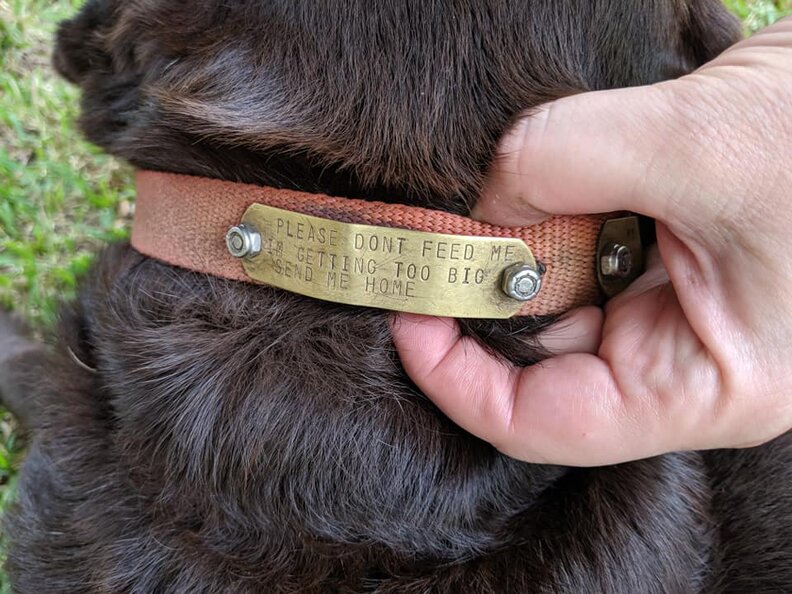 PLEASE DONT FEED ME
IM GETTING TOO BIG
SEND ME HOME